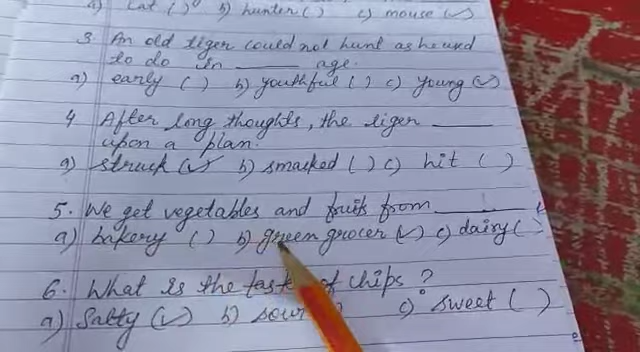 a) Cat ( ) b) hunter ( ) c) mouse (✓)
3. An old tiger could not hunt as he used
to do in ______ age.
a) early ( ) b) youthful ( ) c) young (✓)
4 After long thoughts, the tiger ______
upon a plan.
a) struck (✓) b) smacked ( ) c) hit ( )
5. We get vegetables and fruits from ______
a) bakery ( ) b) green grocer (✓) c) dairy ( )
6. What is the taste of chips ?
a) Salty (✓) b) sour c) sweet ( )